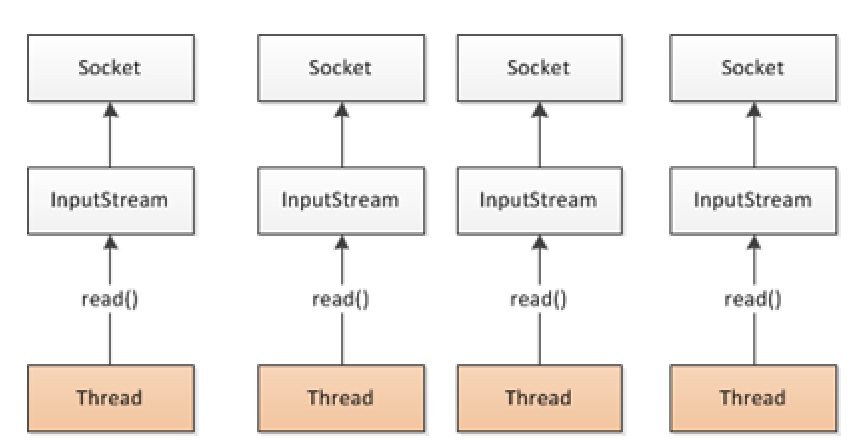 Socket Socket Socket Socket
InputStream InputStream InputStream InputStream
read() read() read() read()
Thread Thread Thread Thread